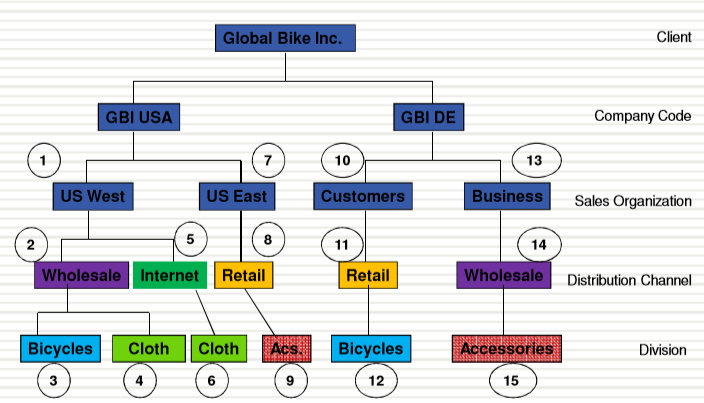 Global Bike Inc.
Client
GBI USA
GBI DE
Company Code
1
7
10
13
US West
US East
Customers
Business
Sales Organization
2
5
8
11
14
Wholesale
Internet
Retail
Retail
Wholesale
Distribution Channel
Bicycles
Cloth
Cloth
Acs.
Bicycles
Accessories
Division
3
4
6
9
12
15